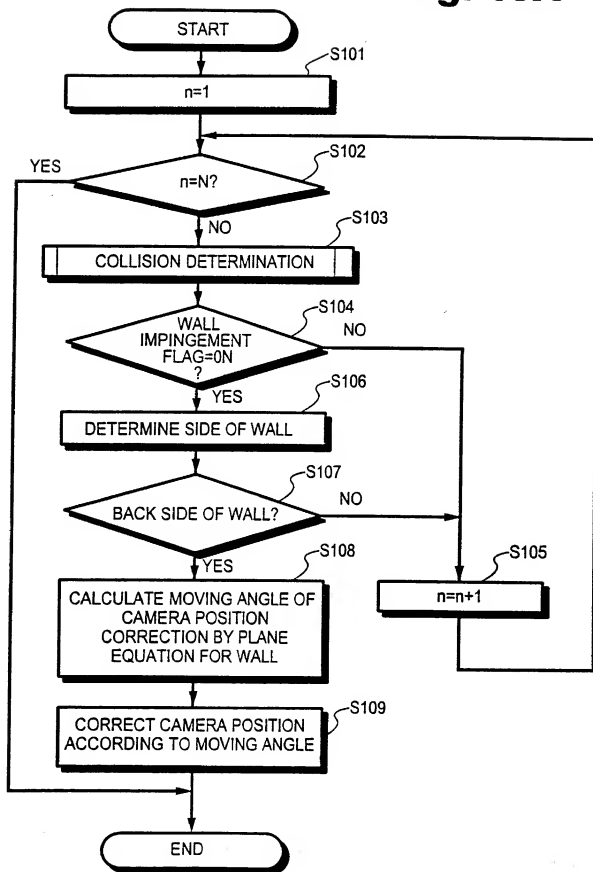 START
S101
n=1
S102
YES
n=N?
NO
S103
COLLISION DETERMINATION
S104
WALL
IMPINGEMENT
FLAG=0N
?
NO
YES
S106
DETERMINE SIDE OF WALL
S107
BACK SIDE OF WALL?
NO
YES
S108
CALCULATE MOVING ANGLE OF
CAMERA POSITION
CORRECTION BY PLANE
EQUATION FOR WALL
S105
n=n+1
S109
CORRECT CAMERA POSITION
ACCORDING TO MOVING ANGLE
END